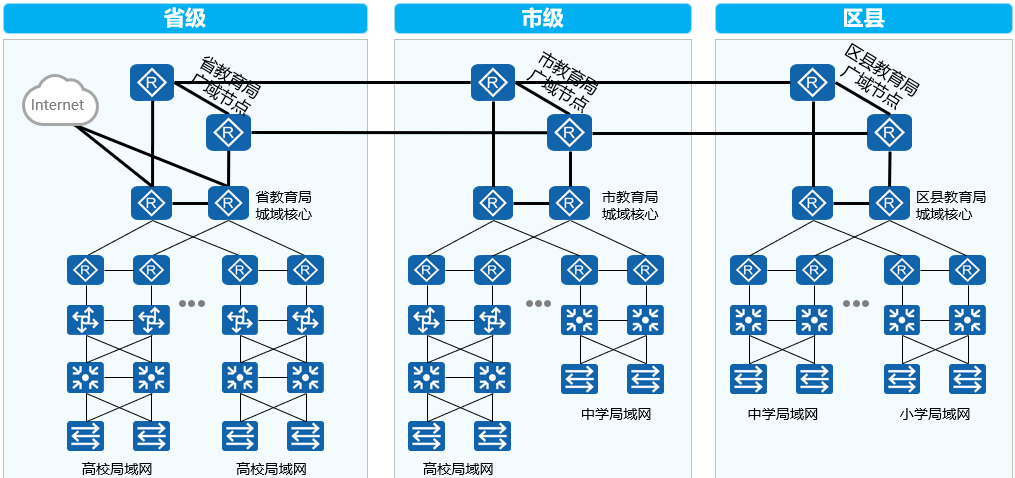 省级
市级
区县
省教育局
广域节点
市教育局
广域节点
区县教育局
广域节点
Internet
R
R
R
R
R
R
R
R
R
R
R
R
省教育局
城域核心
市教育局
城域核心
区县教育局
城域核心
R
R
R
R
R
R
R
R
R
R
R
R
中学局域网
中学局域网
小学局域网
高校局域网
高校局域网
高校局域网